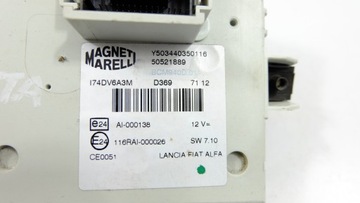 MAGNETI
MARELLI
Y503440350116
50521889
I74DV6A3M D369 71 12
e24 AI-000138 12 V=
E24 116RAI-000026 SW 7.10
CE0051 LANCIA FIAT ALFA